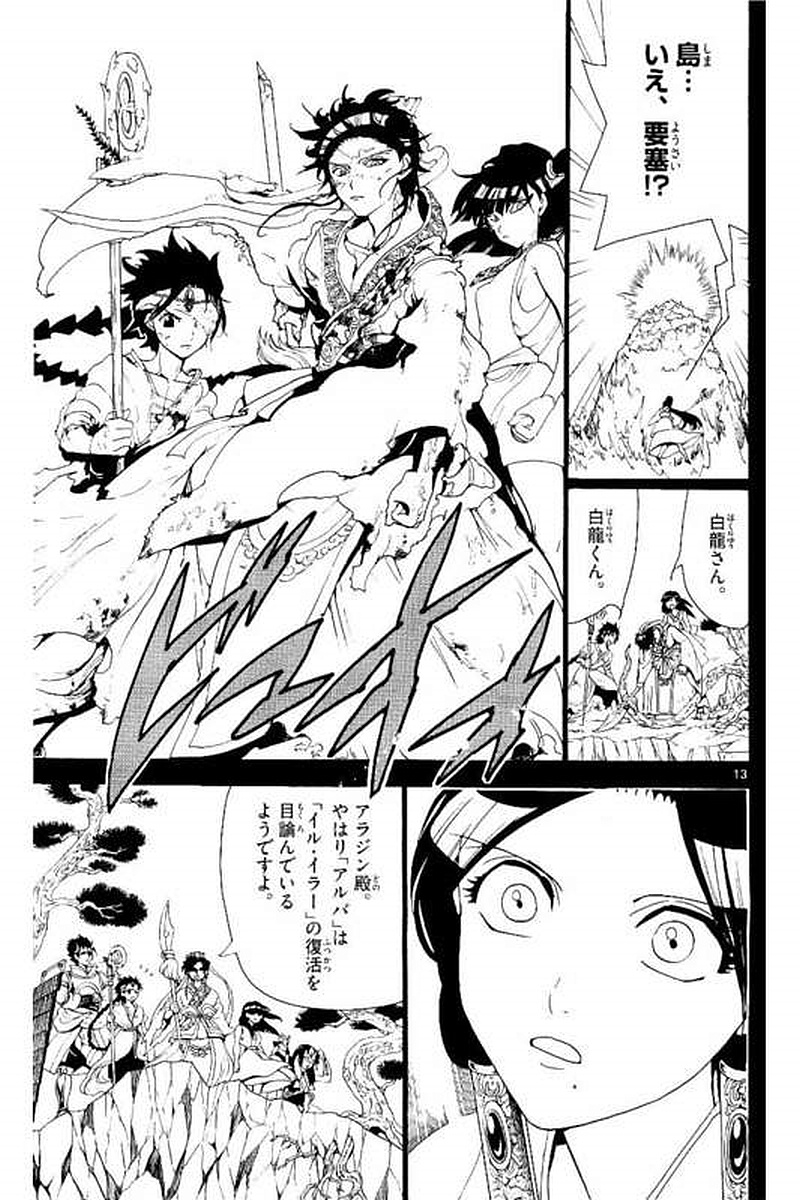 島…
いえ、
要塞!?
白龍さん。
白龍くん。
ビュオォ
13
アラジン殿。
やはり「アルバ」は
「イル・イラー」の復活を
目論んでいる
ようですよ。